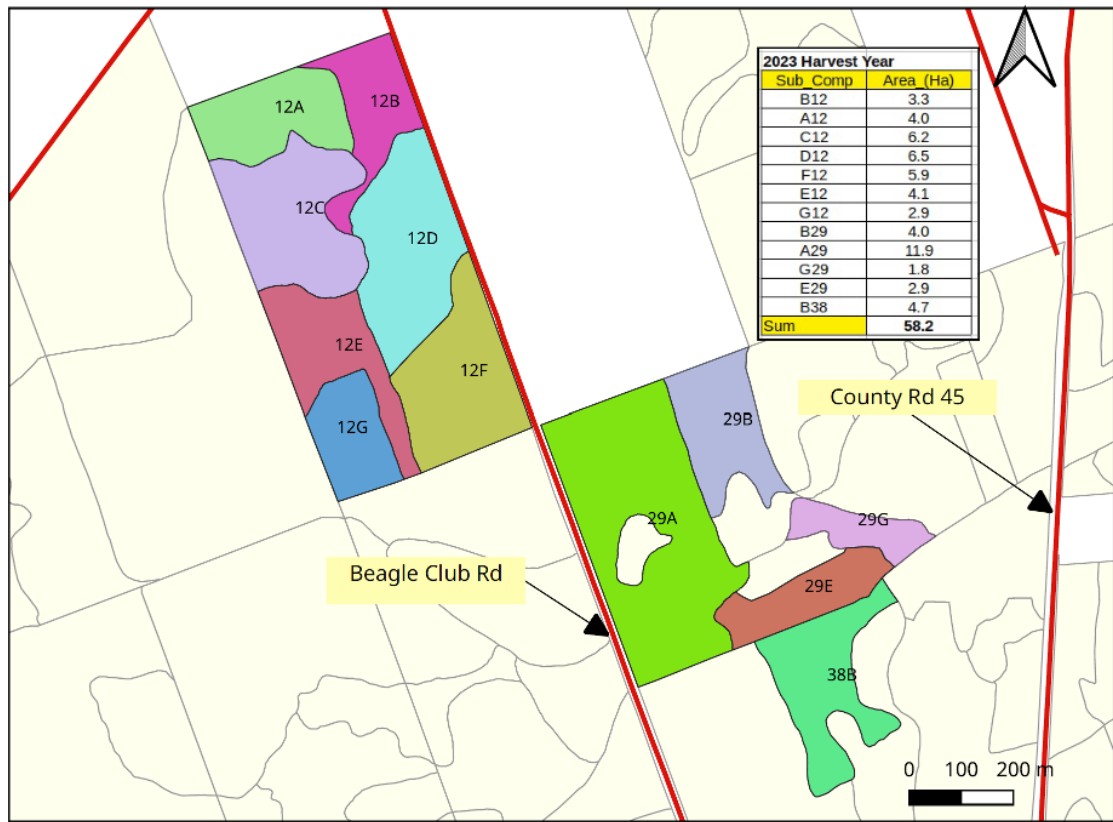 2023 Harvest Year
Sub_Comp Area_(Ha)
B12 3.3
A12 4.0
C12 6.2
D12 6.5
F12 5.9
E12 4.1
G12 2.9
B29 4.0
A29 11.9
G29 1.8
E29 2.9
B38 4.7
Sum 58.2
12A
12B
12C
12D
12E
12F
12G
29B
County Rd 45
29A
29G
Beagle Club Rd
29E
38B
0 100 200 m